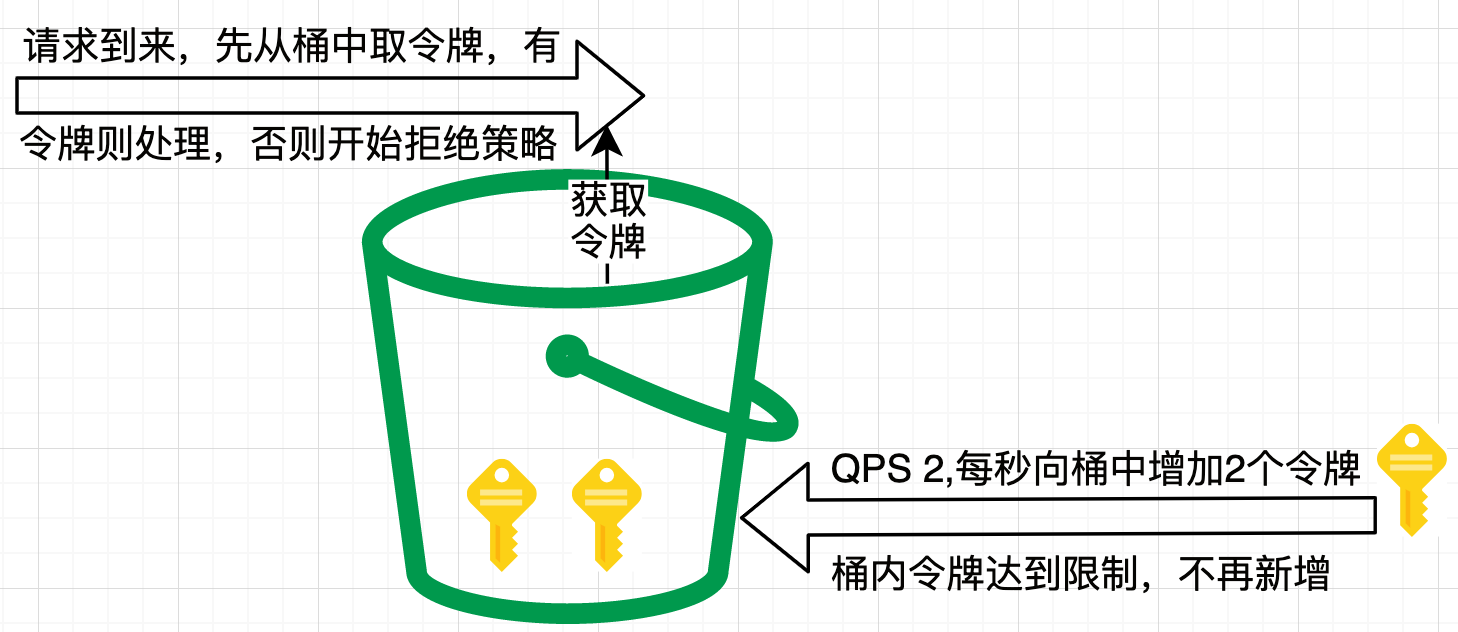 请求到来，先从桶中取令牌，有
令牌则处理，否则开始拒绝策略
获取
令牌
QPS 2,每秒向桶中增加2个令牌
桶内令牌达到限制，不再新增